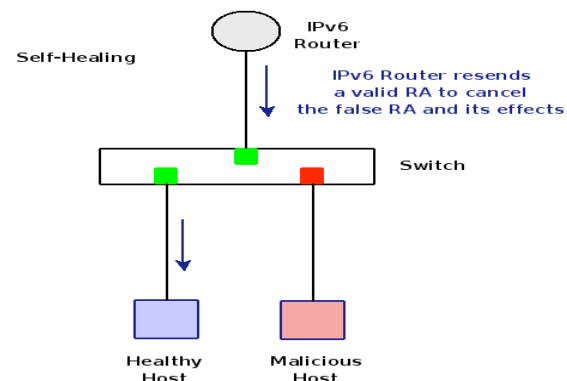 IPv6
Router
Self-Healing
IPv6 Router resends
a valid RA to cancel
the false RA and its effects
Switch
Healthy
Host
Malicious
Host